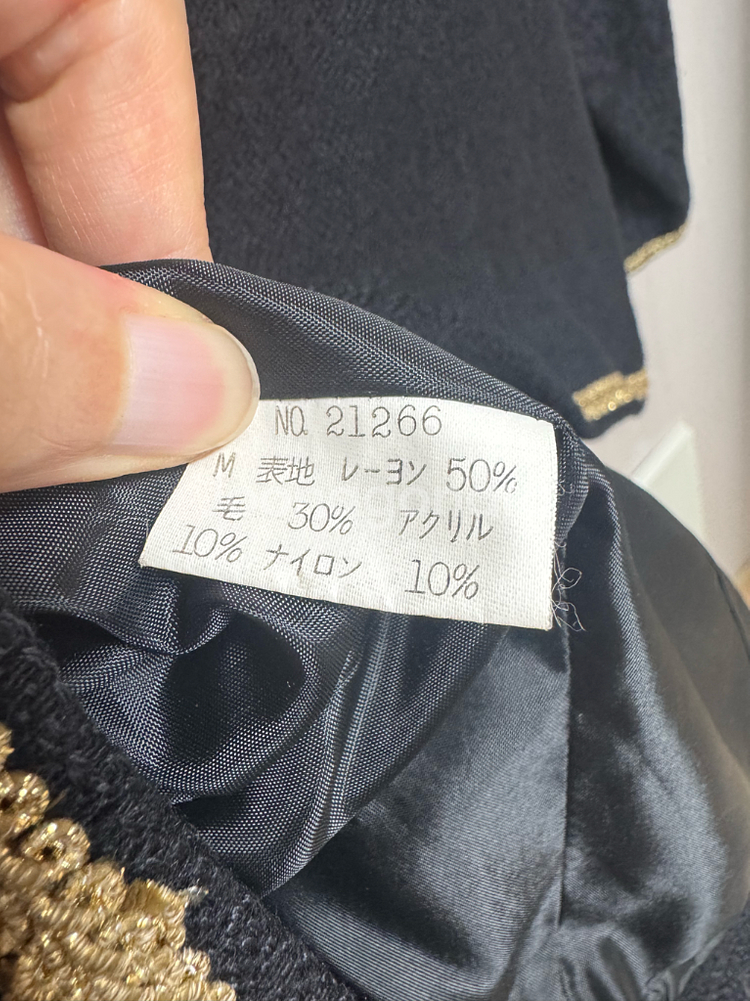 NO. 21266
M 表地 レーヨン 50%
毛 30% アクリル
10% ナイロン 10%